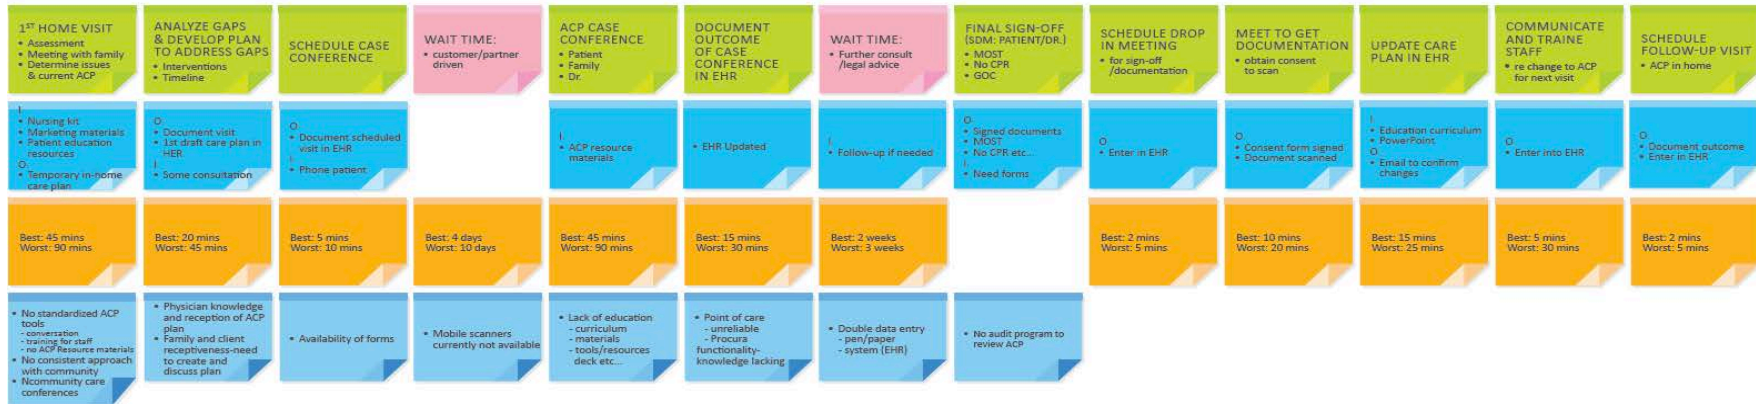 1ST HOME VISIT
• Assessment
• Meeting with family
• Determine issues
& current ACP
ANALYZE GAPS
& DEVELOP PLAN
TO ADDRESS GAPS
• Interventions
• Timeline
SCHEDULE CASE
CONFERENCE
WAIT TIME:
• customer/partner
driven
ACP CASE
CONFERENCE
• Patient
• Family
• Dr.
DOCUMENT
OUTCOME
OF CASE
CONFERENCE
IN EHR
WAIT TIME:
• Further consult
/legal advice
FINAL SIGN-OFF
(SDM: PATIENT/DR.)
• MOST
• No CPR
• GOC
SCHEDULE DROP
IN MEETING
• for sign-off
/documentation
MEET TO GET
DOCUMENTATION
• obtain consent
to scan
UPDATE CARE
PLAN IN EHR
COMMUNICATE
AND TRAINE
STAFF
• re change to ACP
for next visit
SCHEDULE
FOLLOW-UP VISIT
• ACP in home
I.
• Nursing kit
• Marketing materials
• Patient education
resources
O.
• Temporary in-home
care plan
O.
• Document visit
• 1st draft care plan in
HER
I.
• Some consultation
O.
• Document scheduled
visit in EHR
I.
• Phone patient
I.
• ACP resource
materials
• EHR Updated
I.
• Follow-up if needed
O.
• Signed documents
• MOST
• No CPR etc...
I.
• Need forms
O.
• Enter in EHR
O.
• Consent form signed
• Document scanned
I.
• Education curriculum
• PowerPoint
O.
• Email to confirm
changes
O.
• Enter into EHR
O.
• Document outcome
• Enter in EHR
Best: 45 mins
Worst: 90 mins
Best: 20 mins
Worst: 45 mins
Best: 5 mins
Worst: 10 mins
Best: 4 days
Worst: 10 days
Best: 45 mins
Worst: 90 mins
Best: 15 mins
Worst: 30 mins
Best: 2 weeks
Worst: 3 weeks
Best: 2 mins
Worst: 5 mins
Best: 10 mins
Worst: 20 mins
Best: 15 mins
Worst: 25 mins
Best: 5 mins
Worst: 30 mins
Best: 2 mins
Worst: 5 mins
• No standardized ACP
tools
- conversation
- training for staff
- no ACP Resource materials
• No consistent approach
with community
• Ncommunity care
conferences
• Physician knowledge
and reception of ACP
plan
• Family and client
receptiveness-need
to create and
discuss plan
• Availability of forms
• Mobile scanners
currently not available
• Lack of education
- curriculum
- materials
- tools/resources
deck etc...
• Point of care
- unreliable
- Procura
functionality-
knowledge lacking
• Double data entry
- pen/paper
- system (EHR)
• No audit program to
review ACP